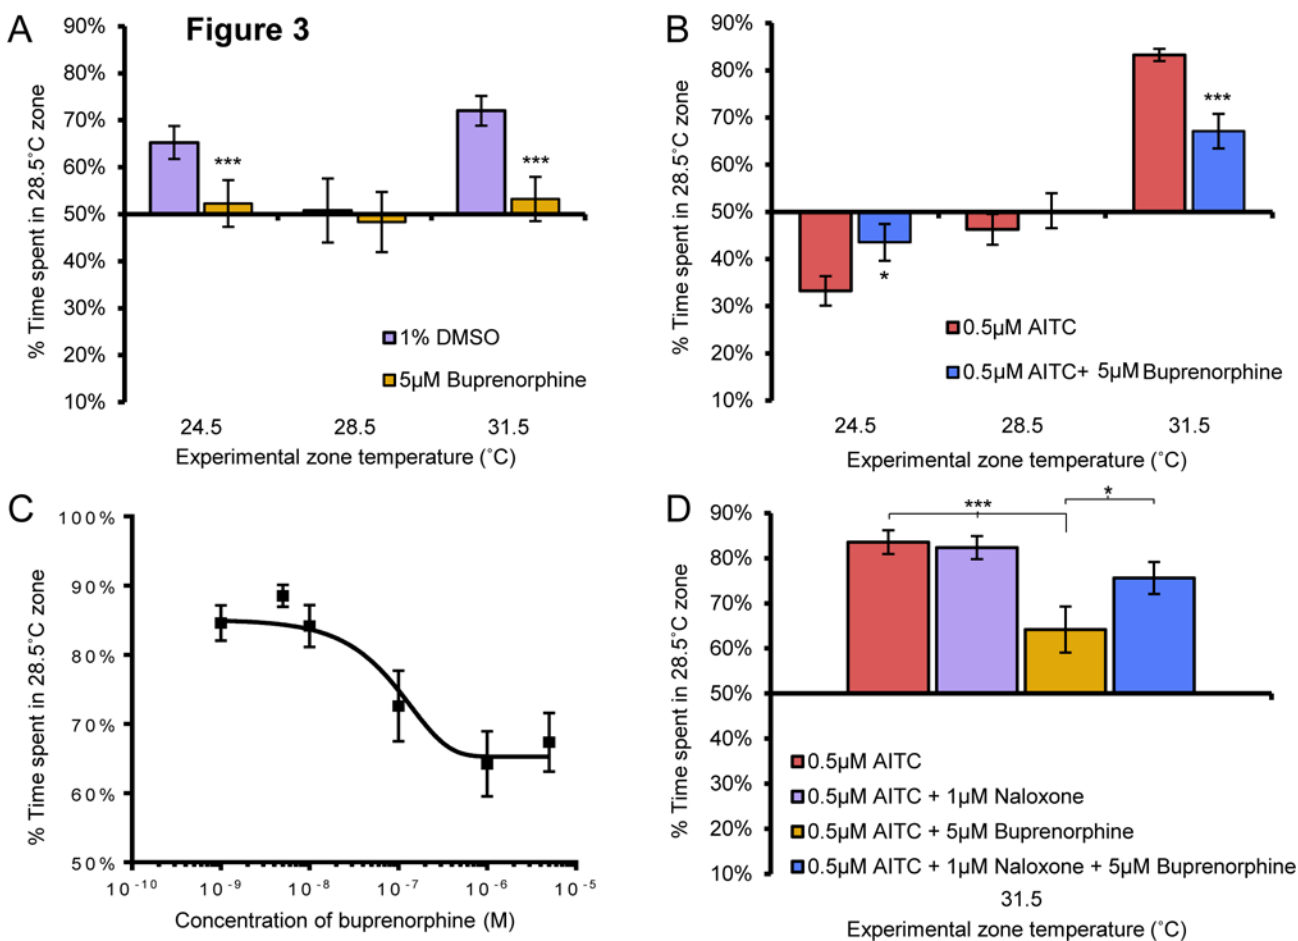 Figure 3
A
90%
80%
70%
60%
50%
40%
30%
20%
10%
% Time spent in 28.5˚C zone
***
***
1% DMSO
5µM Buprenorphine
24.5
28.5
31.5
Experimental zone temperature (˚C)
B
90%
80%
70%
60%
50%
40%
30%
20%
10%
% Time spent in 28.5˚C zone
***
*
0.5µM AITC
0.5µM AITC+ 5µM Buprenorphine
24.5
28.5
31.5
Experimental zone temperature (˚C)
C
100%
90%
80%
70%
60%
50%
% Time spent in 28.5˚C zone
10⁻¹⁰
10⁻⁹
10⁻⁸
10⁻⁷
10⁻⁶
10⁻⁵
Concentration of buprenorphine (M)
D
90%
80%
70%
60%
50%
40%
30%
20%
10%
% Time spent in 28.5˚C zone
***
*
0.5µM AITC
0.5µM AITC + 1µM Naloxone
0.5µM AITC + 5µM Buprenorphine
0.5µM AITC + 1µM Naloxone + 5µM Buprenorphine
31.5
Experimental zone temperature (˚C)